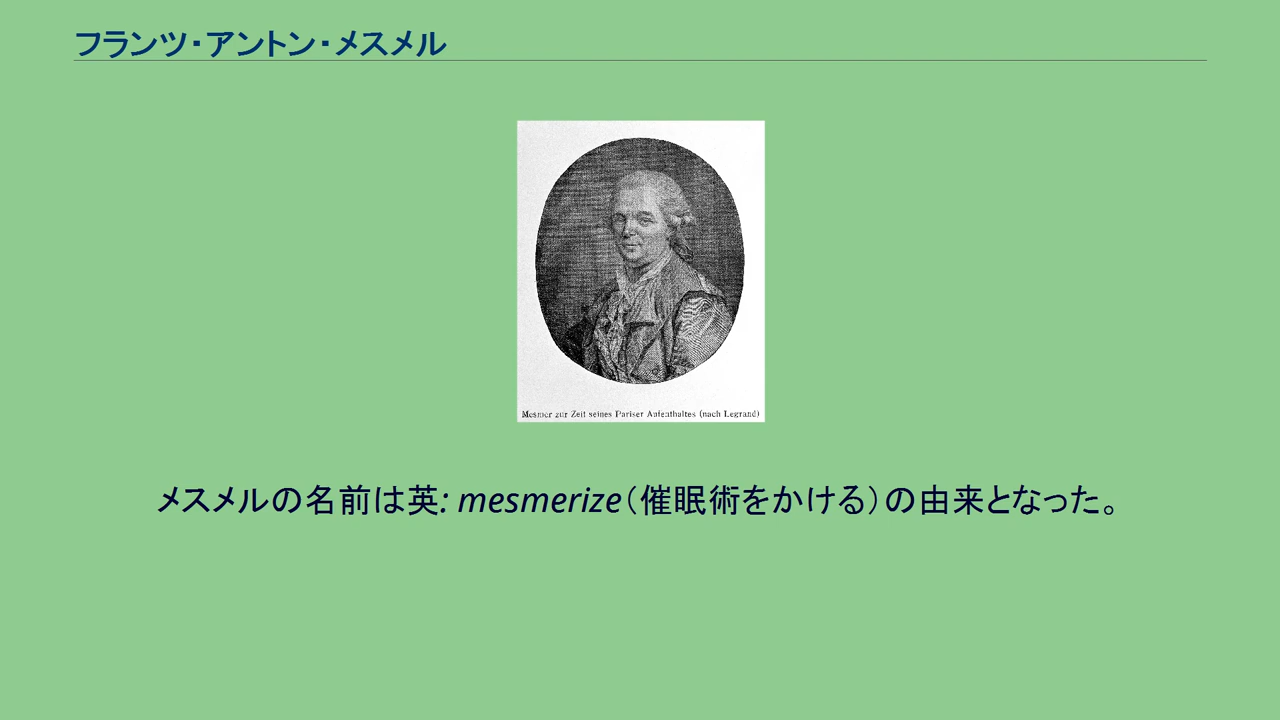 フランツ・アントン・メスメル
Mesmer zur Zeit seines Pariser Aufenthaltes (nach Legrand)
メスメルの名前は英: mesmerize（催眠術をかける）の由来となった。